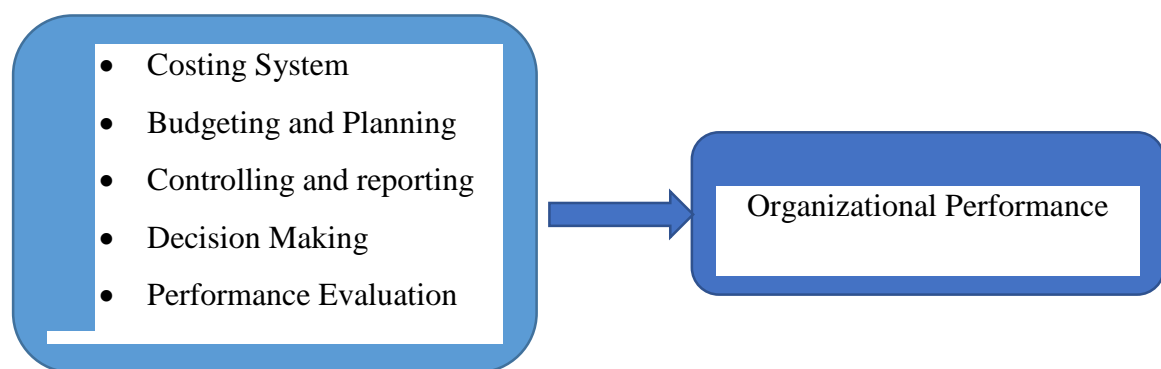 • Costing System
• Budgeting and Planning
• Controlling and reporting
• Decision Making
• Performance Evaluation
Organizational Performance